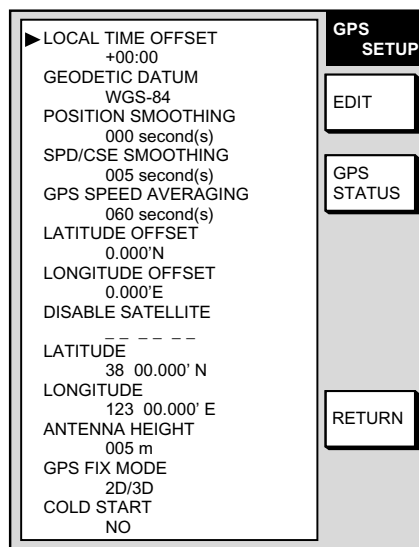 LOCAL TIME OFFSET
+00:00
GEODETIC DATUM
WGS-84
POSITION SMOOTHING
000 second(s)
SPD/CSE SMOOTHING
005 second(s)
GPS SPEED AVERAGING
060 second(s)
LATITUDE OFFSET
0.000’N
LONGITUDE OFFSET
0.000’E
DISABLE SATELLITE
_ _ _ _ _ _
LATITUDE
38 00.000’ N
LONGITUDE
123 00.000’ E
ANTENNA HEIGHT
005 m
GPS FIX MODE
2D/3D
COLD START
NO
GPS
SETUP
EDIT
GPS
STATUS
RETURN